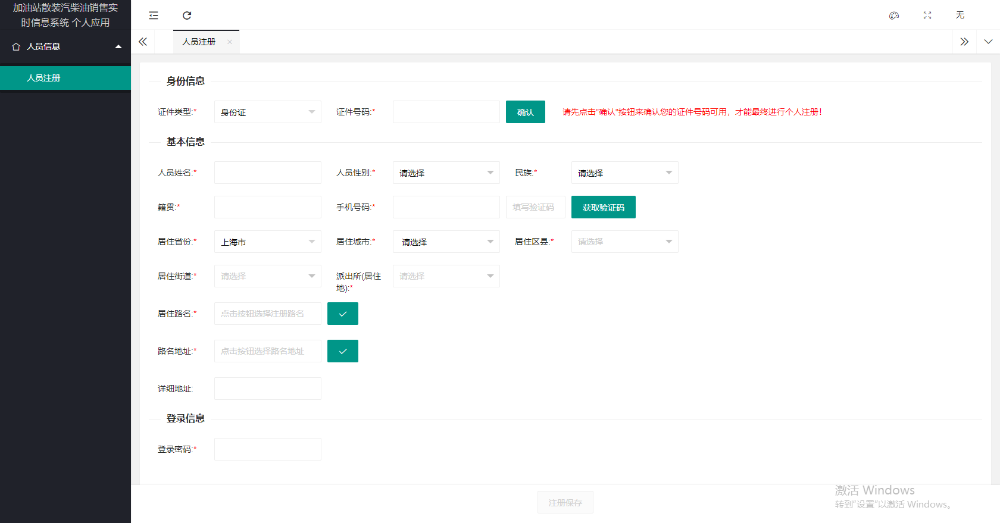 加油站散装汽柴油销售实
时信息系统 个人应用
无
人员信息
人员注册
人员注册
身份信息
证件类型:* 身份证 证件号码:* 确认 请先点击"确认"按钮来确认您的证件号码可用，才能最终进行个人注册！
基本信息
人员姓名:* 人员性别:* 请选择 民族:* 请选择
籍贯:* 手机号码:* 填写验证码 获取验证码
居住省份:* 上海市 居住城市:* 请选择 居住区县:* 请选择
居住街道:* 请选择 派出所(居住
地):* 请选择
居住路名:* 点击按钮选择注册路名
路名地址:* 点击按钮选择路名地址
详细地址:
登录信息
登录密码:*
注册保存
激活 Windows
转到"设置"以激活 Windows。